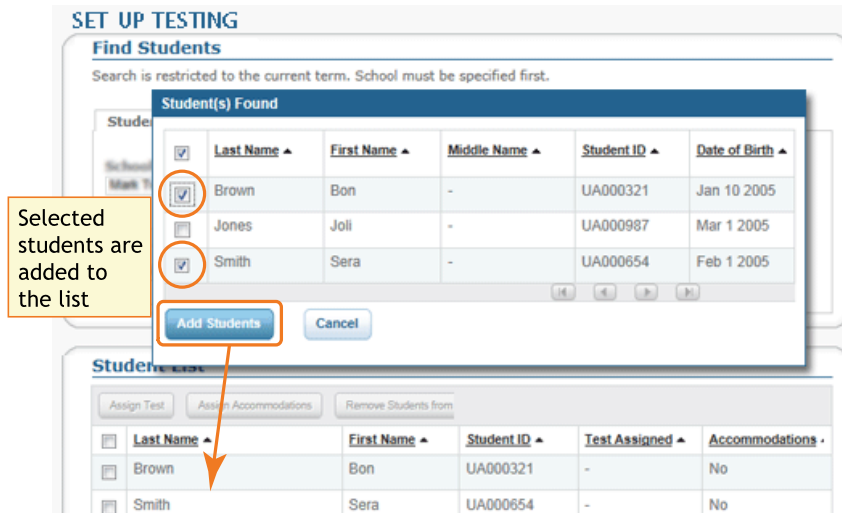 SET UP TESTING
Find Students
Search is restricted to the current term. School must be specified first.
Student(s) Found
Last Name First Name Middle Name Student ID Date of Birth
Brown Bon - UA000321 Jan 10 2005
Jones Joli - UA000987 Mar 1 2005
Smith Sera - UA000654 Feb 1 2005
Selected
students are
added to
the list
Add Students Cancel
Student List
Assign Test Assign Accommodations Remove Students from
Last Name First Name Student ID Test Assigned Accommodations
Brown Bon UA000321 - No
Smith Sera UA000654 - No